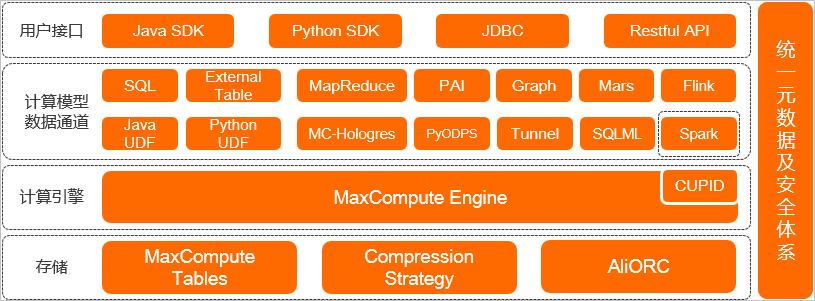 用户接口
Java SDK
Python SDK
JDBC
Restful API
计算模型
数据通道
SQL
External
Table
MapReduce
PAI
Graph
Mars
Flink
Java
UDF
Python
UDF
MC-Hologres
PyODPS
Tunnel
SQLML
Spark
计算引擎
MaxCompute Engine
CUPID
存储
MaxCompute
Tables
Compression
Strategy
AliORC
统一元数据及安全体系